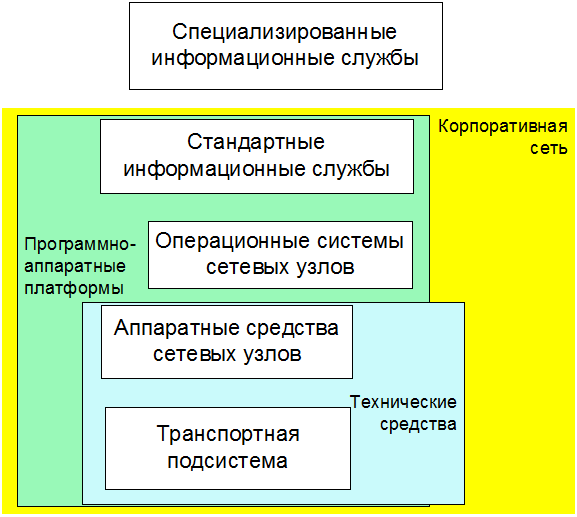 Специализированные
информационные службы
Корпоративная
сеть
Стандартные
информационные службы
Программно-
аппаратные
платформы
Операционные системы
сетевых узлов
Аппаратные средства
сетевых узлов
Технические
средства
Транспортная
подсистема